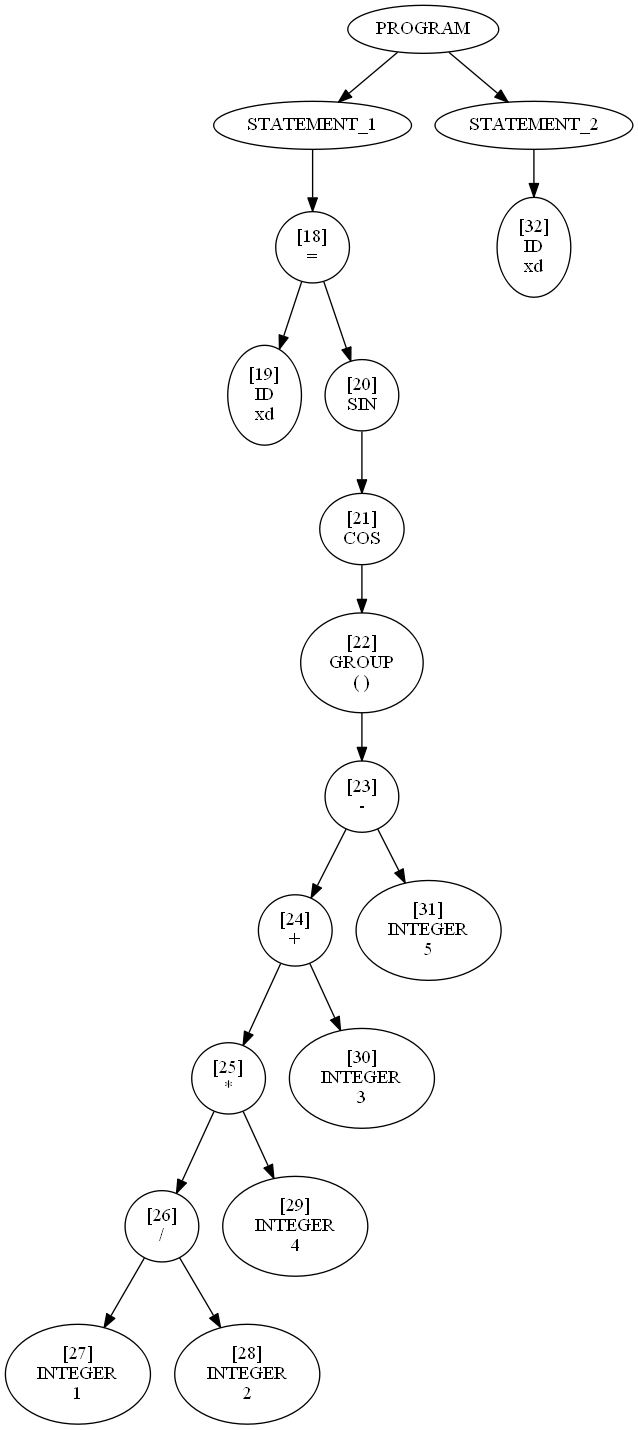 PROGRAM
STATEMENT_1
STATEMENT_2
[18]
=
[32]
ID
xd
[19]
ID
xd
[20]
SIN
[21]
COS
[22]
GROUP
( )
[23]
-
[24]
+
[31]
INTEGER
5
[25]
*
[30]
INTEGER
3
[26]
/
[29]
INTEGER
4
[27]
INTEGER
1
[28]
INTEGER
2